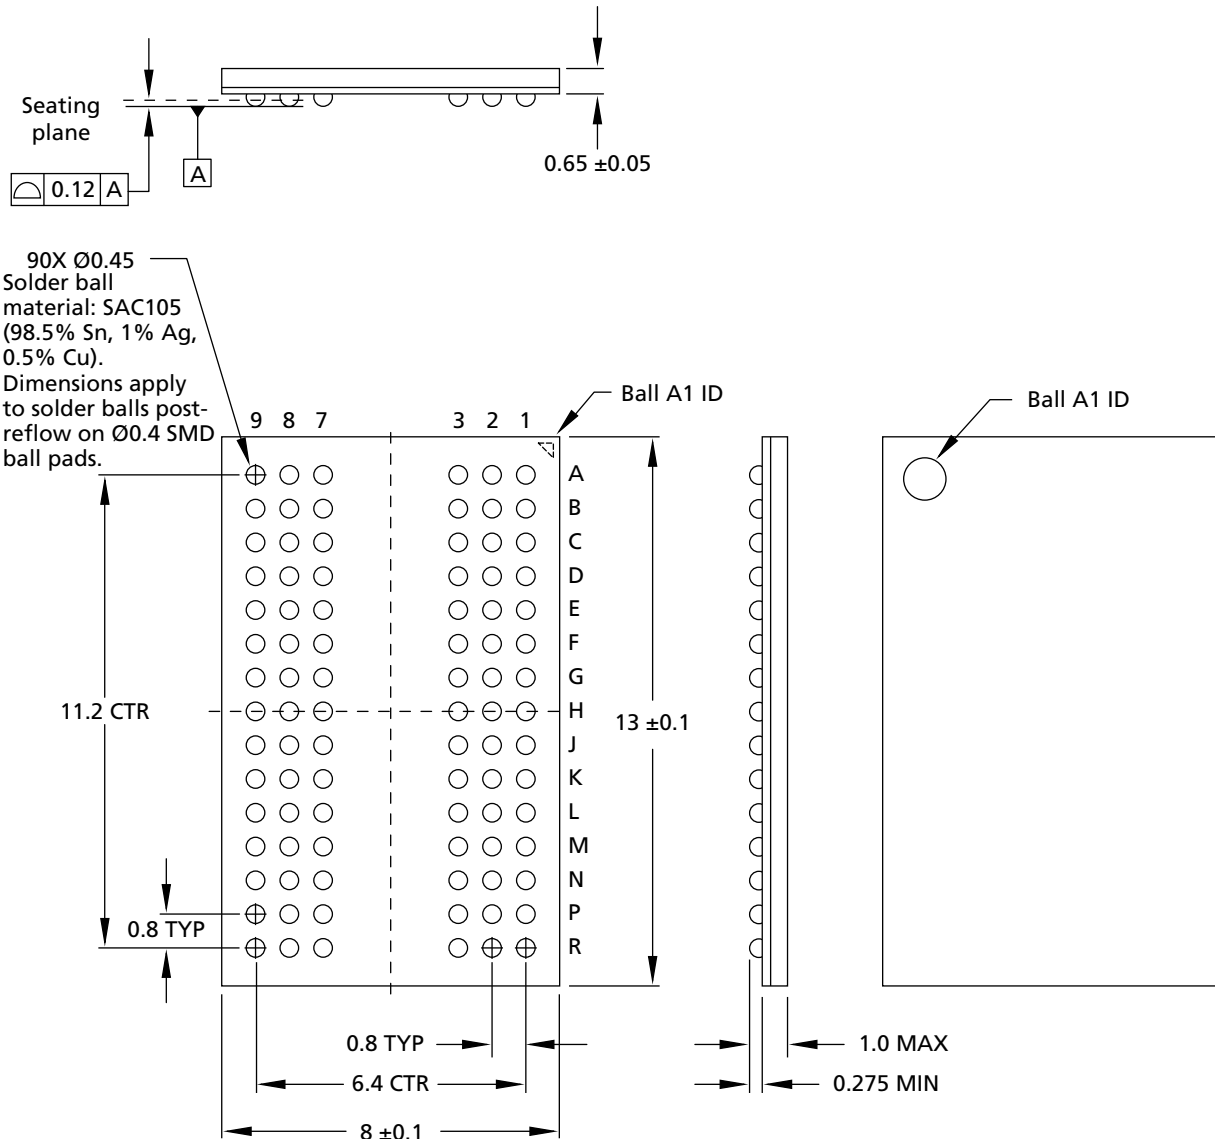 Seating
plane
0.65 ±0.05
A
0.12 A
90X Ø0.45
Solder ball
material: SAC105
(98.5% Sn, 1% Ag,
0.5% Cu).
Dimensions apply
to solder balls post-
reflow on Ø0.4 SMD
ball pads.
Ball A1 ID
Ball A1 ID
9 8 7 3 2 1
A
B
C
D
E
F
G
H
J
K
L
M
N
P
R
11.2 CTR
13 ±0.1
0.8 TYP
0.8 TYP
1.0 MAX
6.4 CTR
0.275 MIN
8 ±0.1